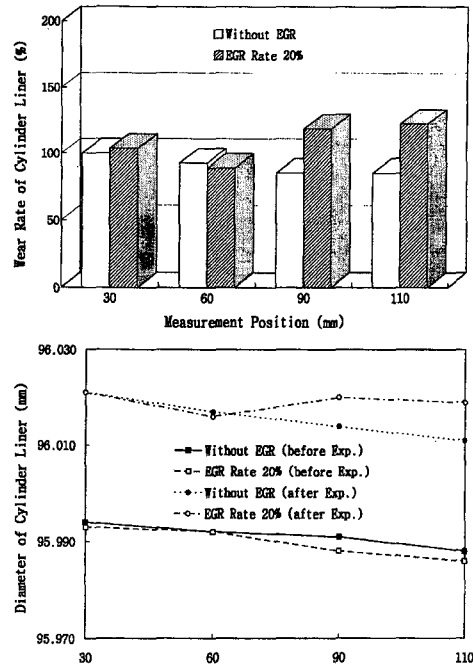 200
150
100
50
0
Wear Rate of Cylinder Liner (%)
Without EGR
EGR Rate 20%
30 60 90 110
Measurement Position (mm)
96.030
96.010
95.990
95.970
Diameter of Cylinder Liner (mm)
Without EGR (before Exp.)
EGR Rate 20% (before Exp.)
Without EGR (after Exp.)
EGR Rate 20% (after Exp.)
30 60 90 110